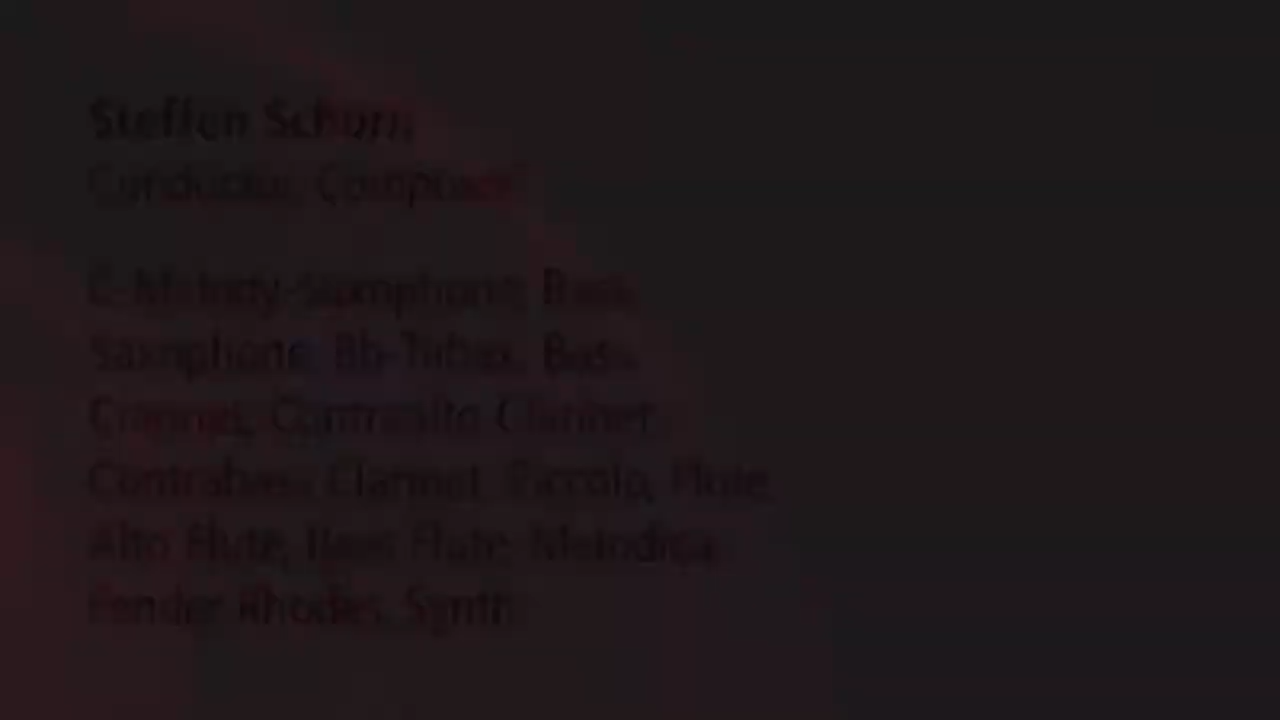 Steffen Schorn
Conductor, Composer
C-Melody-Saxophone, Bass
Saxophone, Bb-Tubax, Bass
Clarinet, Contraalto Clarinet
Contrabass Clarinet, Piccolo, Flute
Alto Flute, Bass Flute, Melodica
Fender Rhodes, Synth